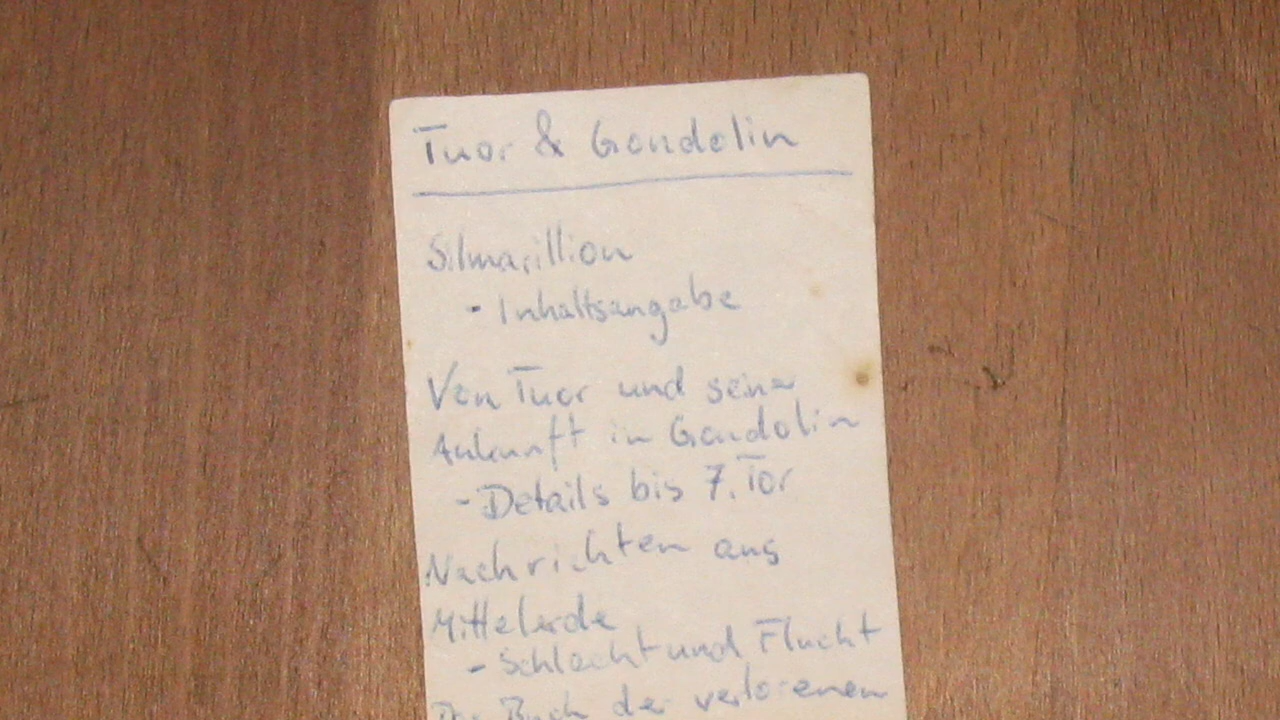 Tuor & Gondolin
Silmarillion
- Inhaltsangabe
Von Tuor und seiner
Ankunft in Gondolin
- Details bis 7. Tor
Nachrichten aus
Mittelerde
- Schlacht und Flucht
Das Buch der verlorenen